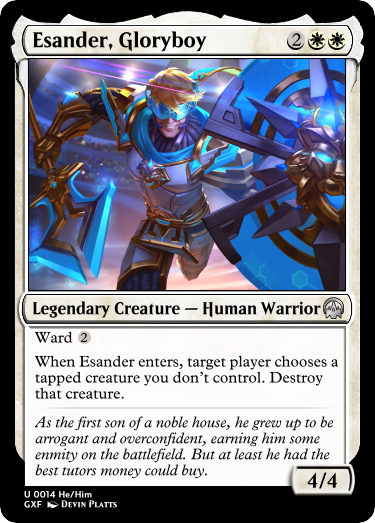 Esander, Gloryboy 2
Legendary Creature — Human Warrior
Ward 2
When Esander enters, target player chooses a
tapped creature you don't control. Destroy
that creature.
As the first son of a noble house, he grew up to be
arrogant and overconfident, earning him some
enmity on the battlefield. But at least he had the
best tutors money could buy.
4/4
U 0014 He/Him
GXF DEVIN PLATTS